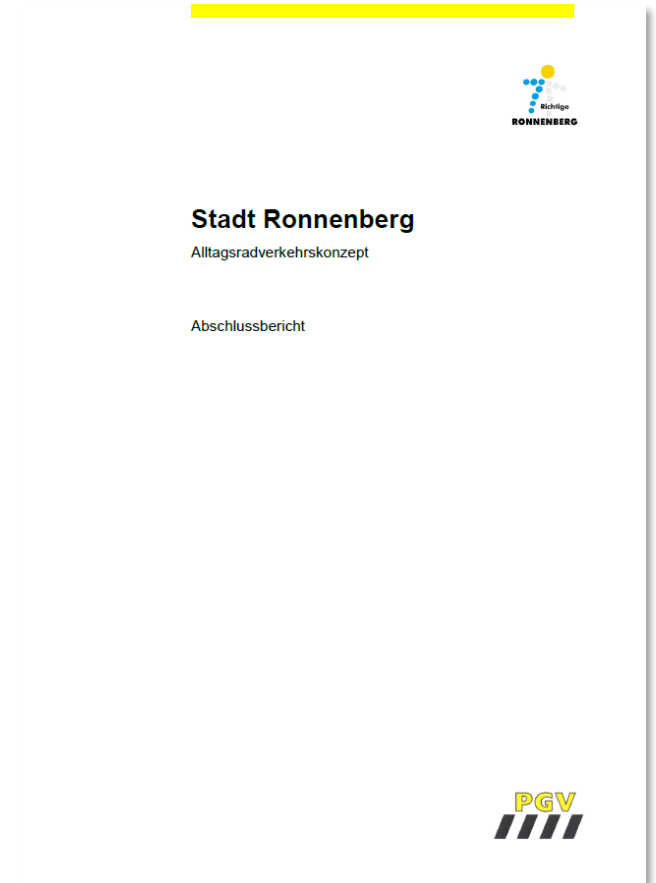 Richtige
RONNENBERG
Stadt Ronnenberg
Alltagsradverkehrskonzept
Abschlussbericht
PGV